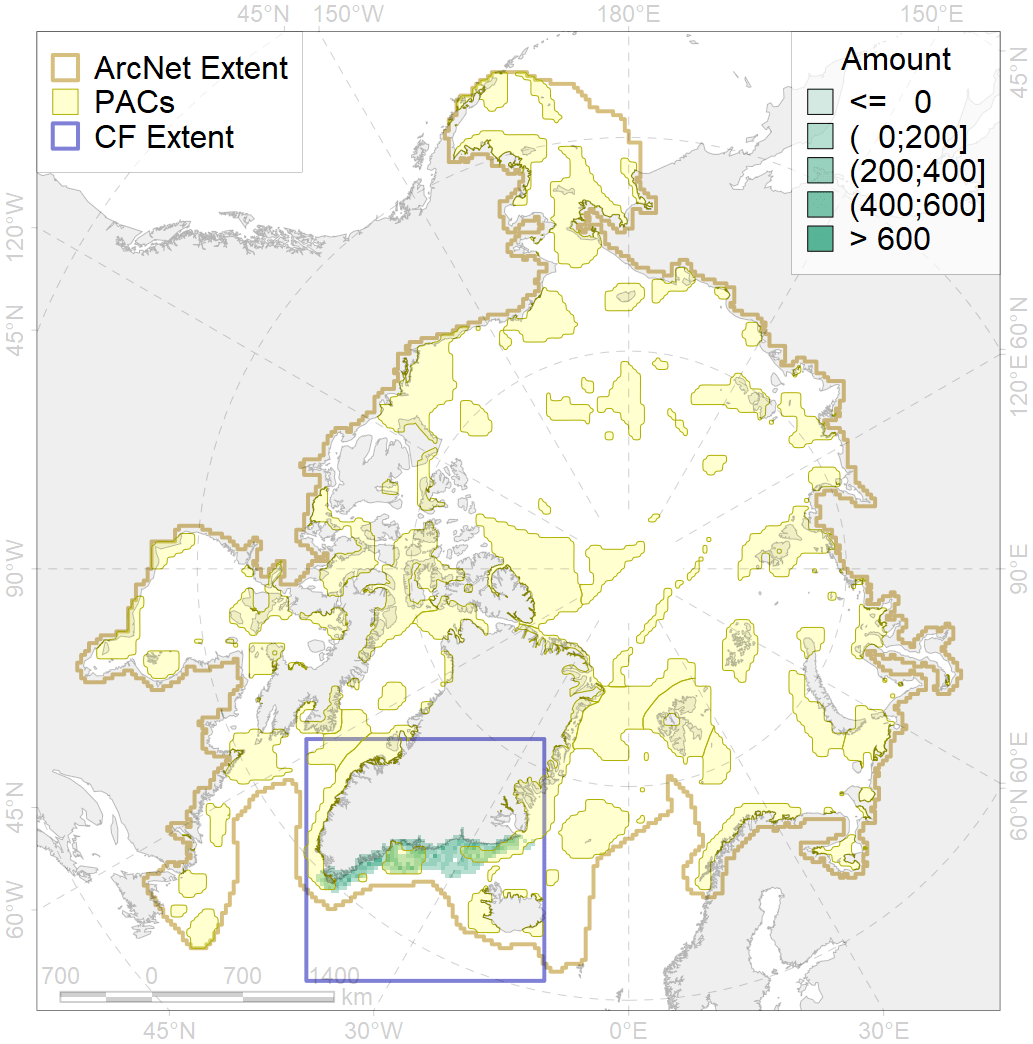 45°N 150°W 180°E 150°E
ArcNet Extent
PACs
CF Extent
Amount
<= 0
( 0;200]
(200;400]
(400;600]
> 600
45°N
120°W
45°N
90°W
45°N
60°W
60°N
120°E
90°E
60°E
60°N
700 0 700 1400
km
45°N 30°W 0°E 30°E